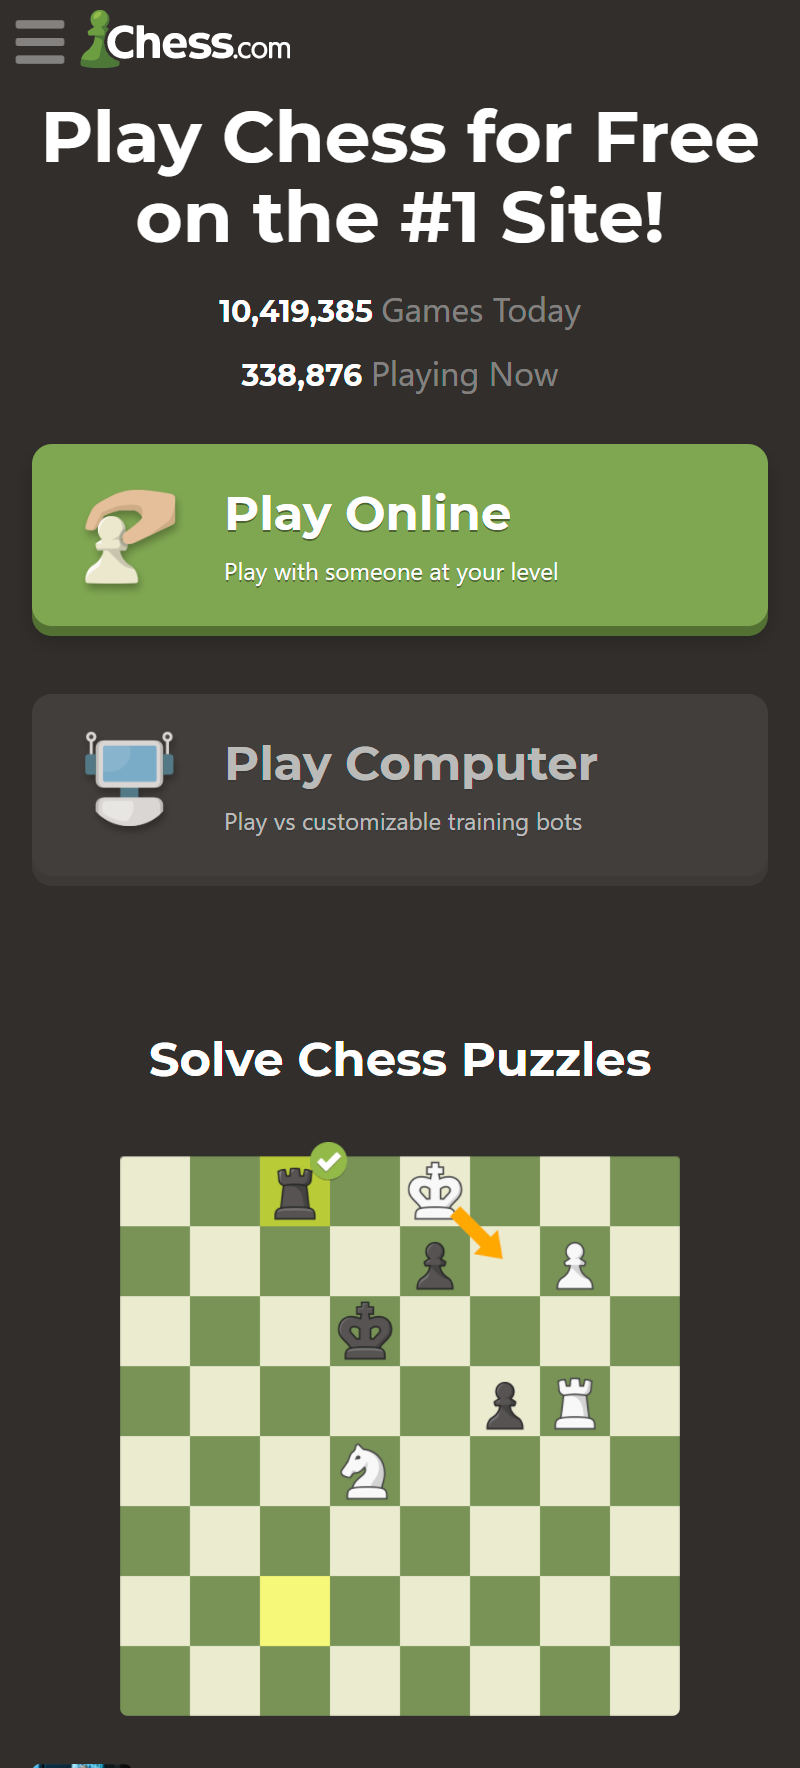 Chess.com
Play Chess for Free
on the #1 Site!
10,419,385 Games Today
338,876 Playing Now
Play Online
Play with someone at your level
Play Computer
Play vs customizable training bots
Solve Chess Puzzles